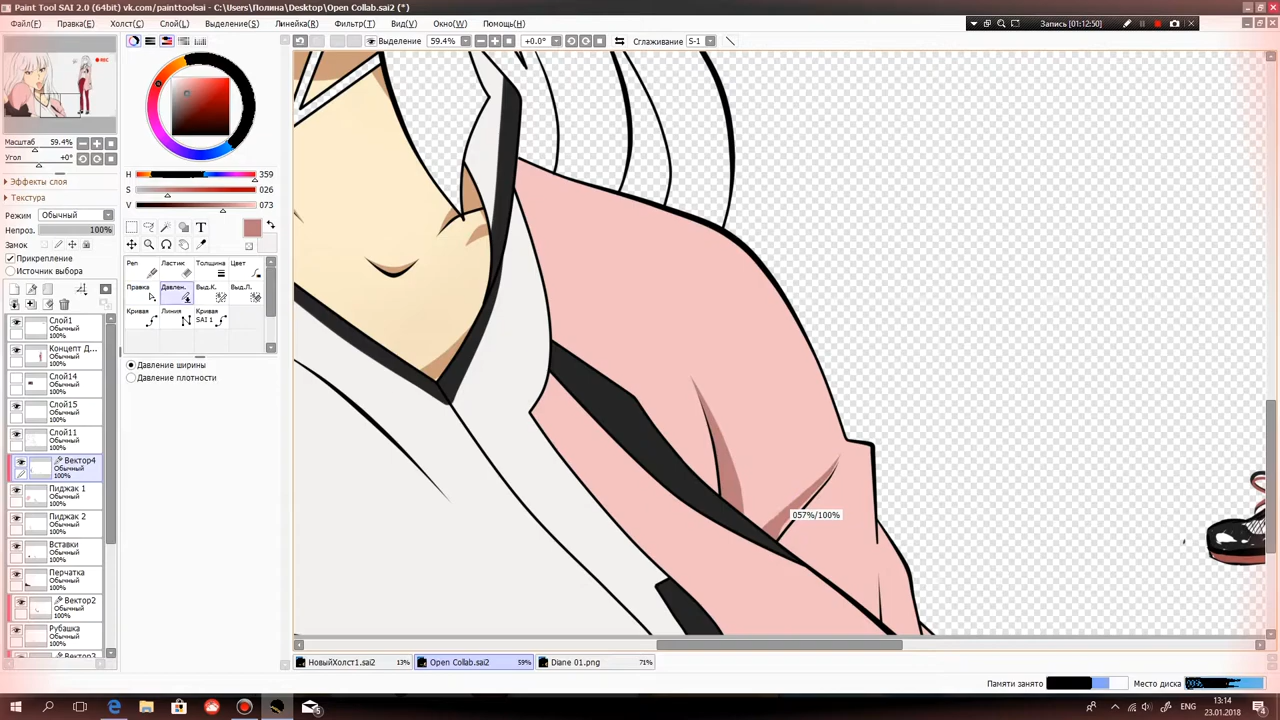 Paint Tool SAI 2.0 (64bit) vk.com/painttoolsai - C:\Users\Полина\Desktop\Open Collab.sai2 (*)
Файл(F) Правка(E) Холст(C) Слой(L) Выделение(S) Линейка(R) Фильтр(T) Вид(V) Окно(W) Помощь(H)
Запись [01:12:50]
Выделение 59.4% +0.0° Сглаживание S-1
REC
Масштаб 59.4%
Угол +0°
Эффекты слоя
Текстура
Режим Обычный
Непроз. 100%
Замок
Прикрепление
Источник выбора
H 359
S 026
V 073
T
Pen Ластик Толщина Цвет
Правка Давлен. Выд.К. Выд.Л.
Кривая Линия Кривая
SAI 1
Давление ширины
Давление плотности
Слой1
Обычный
100%
Концепт Д...
Обычный
100%
Слой14
Обычный
100%
Слой15
Обычный
100%
Слой11
Обычный
100%
Вектор4
Обычный
100%
Пиджак 1
Обычный
100%
Пиджак 2
Обычный
100%
Вставки
Обычный
100%
Перчатка
Обычный
100%
Вектор2
Обычный
100%
Рубашка
Обычный
100%
Вектор3
057%/100%
НовыйХолст1.sai2 13% Open Collab.sai2 59% Diane 01.png 71%
Памяти занято Место диска
5
ENG
13:14
23.01.2018
4